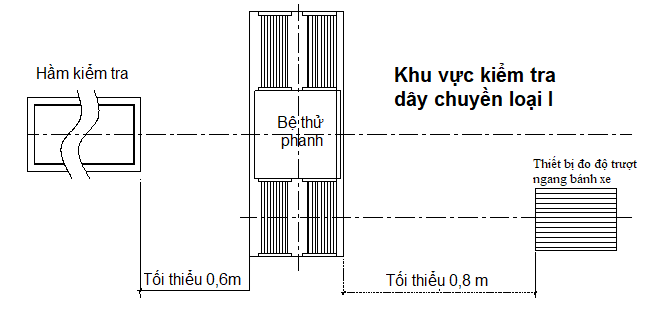 Hầm kiểm tra
Khu vực kiểm tra
dây chuyền loại I
Bệ thử
phanh
Thiết bị đo độ trượt
ngang bánh xe
Tối thiểu 0,6m
Tối thiểu 0,8 m